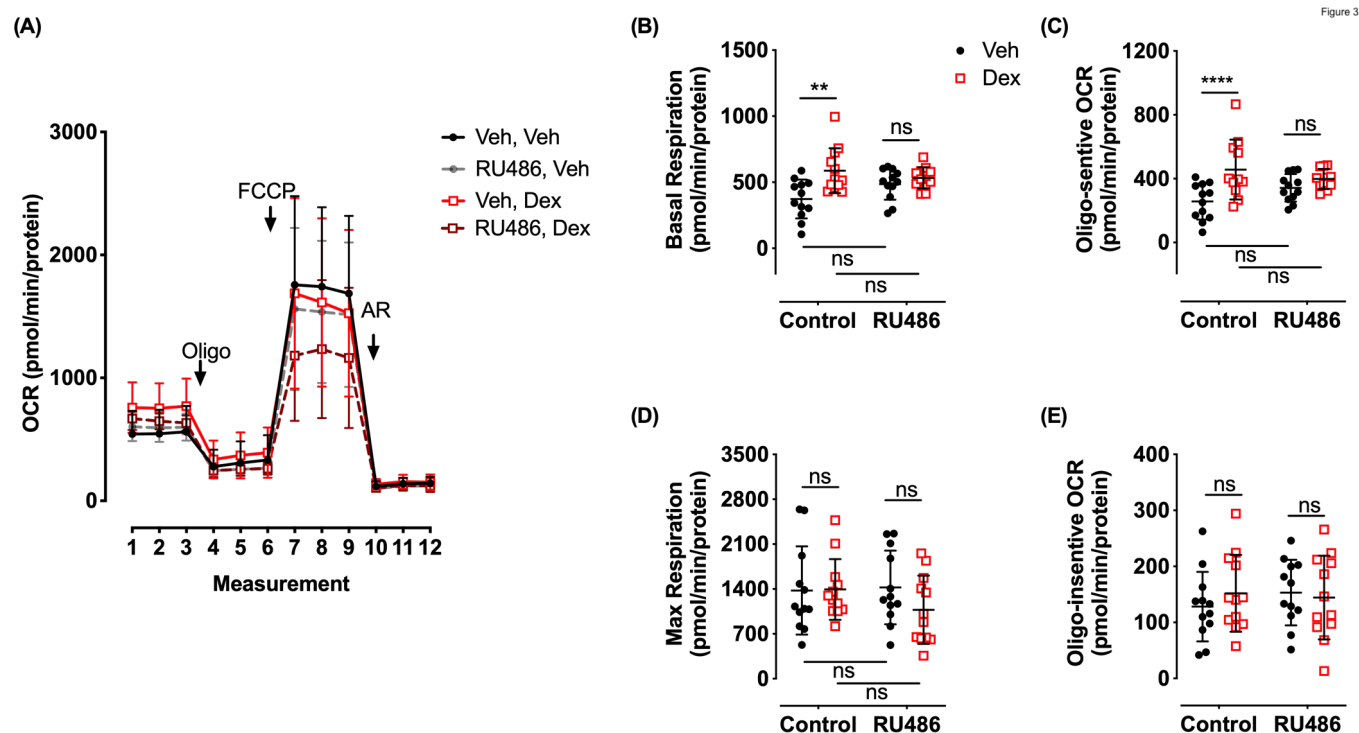 Figure 3
(A)
3000
2000
1000
0
OCR (pmol/min/protein)
Oligo
FCCP
AR
1 2 3 4 5 6 7 8 9 10 11 12
Measurement
Veh, Veh
RU486, Veh
Veh, Dex
RU486, Dex
(B)
1500
1000
500
0
Basal Respiration
(pmol/min/protein)
**
ns
ns
ns
Control RU486
Veh
Dex
(C)
1200
800
400
0
Oligo-sentive OCR
(pmol/min/protein)
****
ns
ns
ns
Control RU486
(D)
3500
2800
2100
1400
700
0
Max Respiration
(pmol/min/protein)
ns
ns
ns
ns
Control RU486
(E)
400
300
200
100
0
Oligo-insentive OCR
(pmol/min/protein)
ns
ns
Control RU486